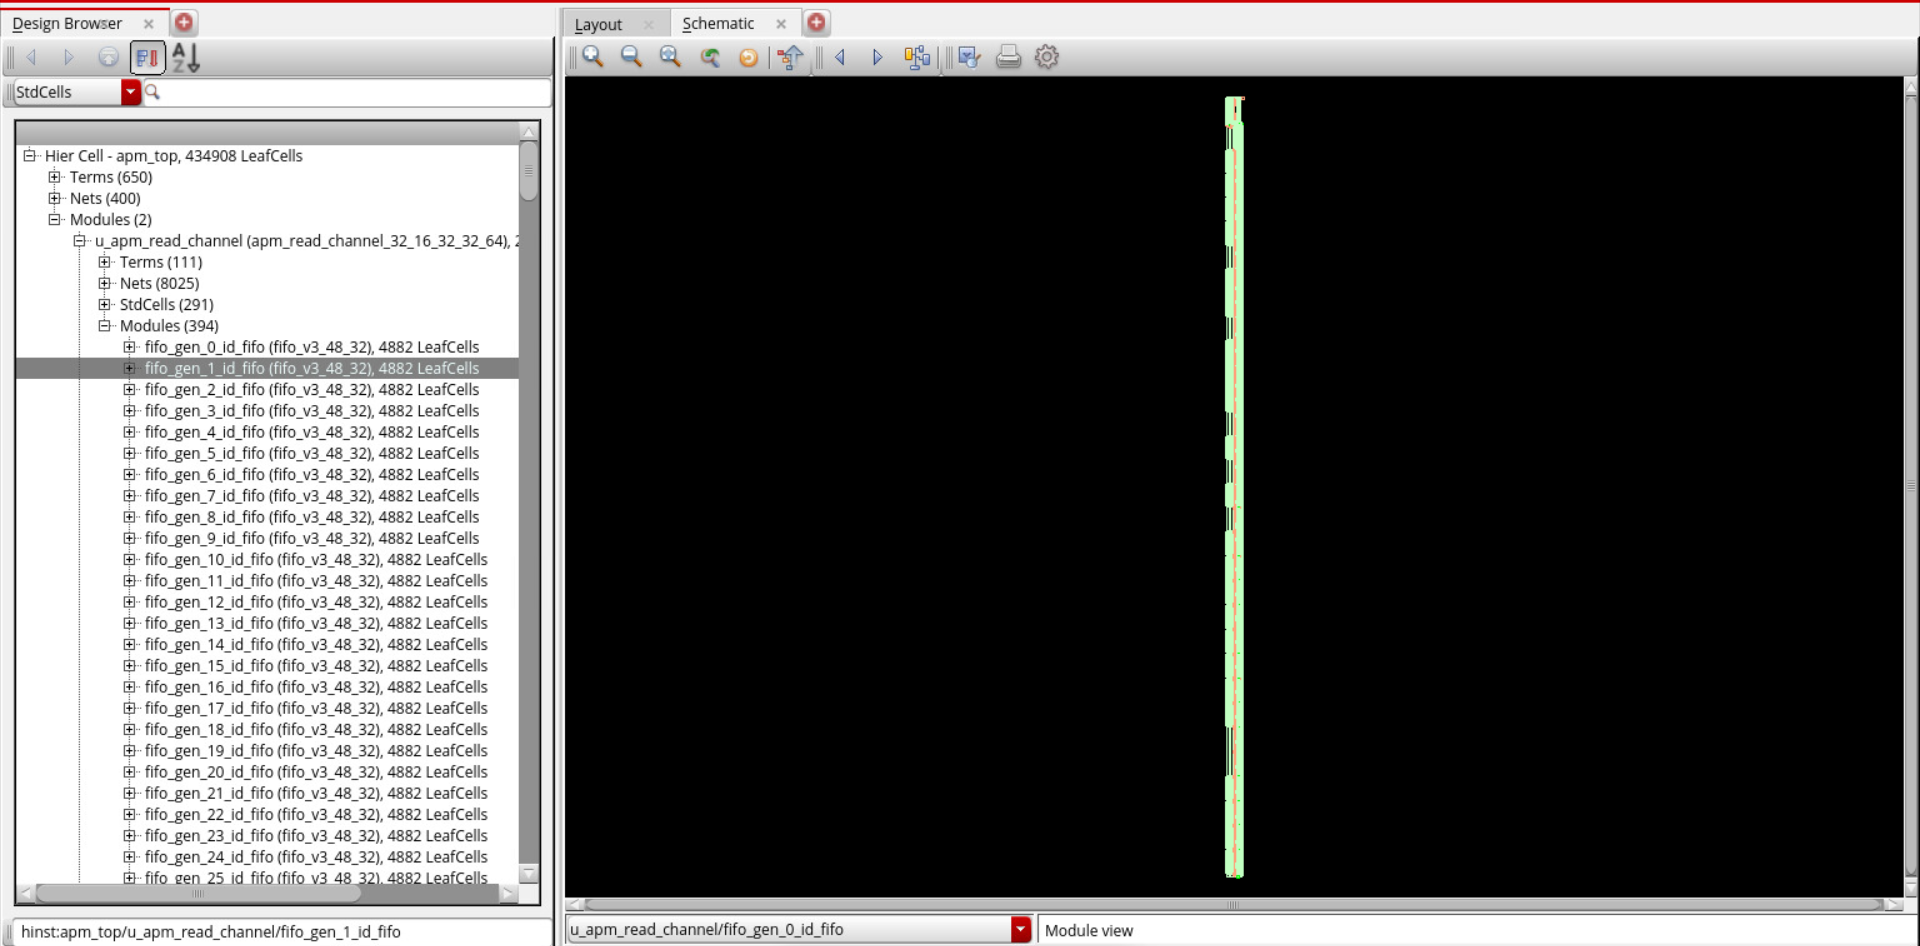 Design Browser
Layout
Schematic
StdCells
Hier Cell - apm_top, 434908 LeafCells
Terms (650)
Nets (400)
Modules (2)
u_apm_read_channel (apm_read_channel_32_16_32_32_64), 2
Terms (111)
Nets (8025)
StdCells (291)
Modules (394)
fifo_gen_0_id_fifo (fifo_v3_48_32), 4882 LeafCells
fifo_gen_1_id_fifo (fifo_v3_48_32), 4882 LeafCells
fifo_gen_2_id_fifo (fifo_v3_48_32), 4882 LeafCells
fifo_gen_3_id_fifo (fifo_v3_48_32), 4882 LeafCells
fifo_gen_4_id_fifo (fifo_v3_48_32), 4882 LeafCells
fifo_gen_5_id_fifo (fifo_v3_48_32), 4882 LeafCells
fifo_gen_6_id_fifo (fifo_v3_48_32), 4882 LeafCells
fifo_gen_7_id_fifo (fifo_v3_48_32), 4882 LeafCells
fifo_gen_8_id_fifo (fifo_v3_48_32), 4882 LeafCells
fifo_gen_9_id_fifo (fifo_v3_48_32), 4882 LeafCells
fifo_gen_10_id_fifo (fifo_v3_48_32), 4882 LeafCells
fifo_gen_11_id_fifo (fifo_v3_48_32), 4882 LeafCells
fifo_gen_12_id_fifo (fifo_v3_48_32), 4882 LeafCells
fifo_gen_13_id_fifo (fifo_v3_48_32), 4882 LeafCells
fifo_gen_14_id_fifo (fifo_v3_48_32), 4882 LeafCells
fifo_gen_15_id_fifo (fifo_v3_48_32), 4882 LeafCells
fifo_gen_16_id_fifo (fifo_v3_48_32), 4882 LeafCells
fifo_gen_17_id_fifo (fifo_v3_48_32), 4882 LeafCells
fifo_gen_18_id_fifo (fifo_v3_48_32), 4882 LeafCells
fifo_gen_19_id_fifo (fifo_v3_48_32), 4882 LeafCells
fifo_gen_20_id_fifo (fifo_v3_48_32), 4882 LeafCells
fifo_gen_21_id_fifo (fifo_v3_48_32), 4882 LeafCells
fifo_gen_22_id_fifo (fifo_v3_48_32), 4882 LeafCells
fifo_gen_23_id_fifo (fifo_v3_48_32), 4882 LeafCells
fifo_gen_24_id_fifo (fifo_v3_48_32), 4882 LeafCells
fifo_gen_25_id_fifo (fifo_v3_48_32), 4882 LeafCells
hinst:apm_top/u_apm_read_channel/fifo_gen_1_id_fifo
u_apm_read_channel/fifo_gen_0_id_fifo
Module view